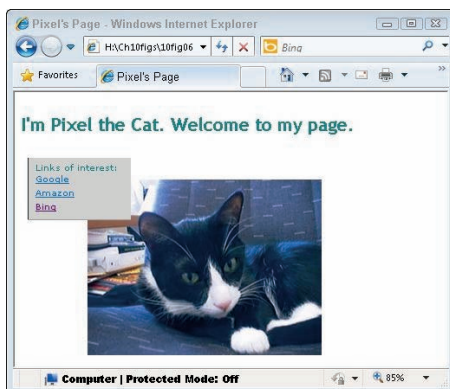 Pixel's Page - Windows Internet Explorer
H:\Ch10figs\10fig06
Bing
Favorites
Pixel's Page
I'm Pixel the Cat. Welcome to my page.
Links of interest:
Google
Amazon
Bing
Computer | Protected Mode: Off
85%